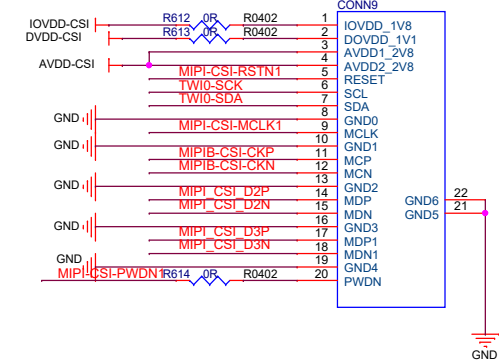 CONN9
IOVDD-CSI R612 0R R0402 1 IOVDD_1V8
DVDD-CSI R613 0R R0402 2 DOVDD_1V1
3 AVDD1_2V8
AVDD-CSI 4 AVDD2_2V8
MIPI-CSI-RSTN1 5 RESET
TWI0-SCK 6 SCL
TWI0-SDA 7 SDA
GND 8 GND0
MIPI-CSI-MCLK1 9 MCLK
GND 10 GND1
MIPIB-CSI-CKP 11 MCP
MIPIB-CSI-CKN 12 MCN
GND 13 GND2
MIPI_CSI_D2P 14 MDP GND6 22
MIPI_CSI_D2N 15 MDN GND5 21
GND 16 GND3
MIPI_CSI_D3P 17 MDP1
MIPI_CSI_D3N 18 MDN1
GND 19 GND4
MIPI-CSI-PWDN1 R614 0R R0402 20 PWDN
GND